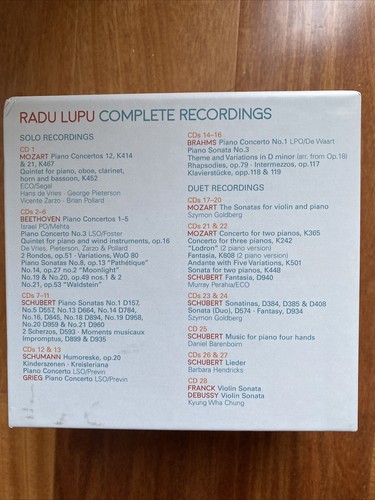 RADU LUPU COMPLETE RECORDINGS
SOLO RECORDINGS
CD 1
MOZART Piano Concertos 12, K414
& 21, K467
Quintet for piano, oboe, clarinet,
horn and bassoon, K452
ECO/Segal
Hans de Vries · George Pieterson
Vicente Zarzo · Brian Pollard
CDs 2–6
BEETHOVEN Piano Concertos 1–5
Israel PO/Mehta
Piano Concerto No.3 LSO/Foster
Quintet for piano and wind instruments, op.16
De Vries, Pieterson, Zarzo & Pollard
2 Rondos, op.51 · Variations, WoO 80
Piano Sonatas No.8, op.13 “Pathétique”
No.14, op.27 no.2 “Moonlight”
No.19 & No.20, op.49 nos.1 & 2
No.21, op.53 “Waldstein”
CDs 7–11
SCHUBERT Piano Sonatas No.1 D157,
No.5 D557, No.13 D664, No.14 D784,
No.16, D845, No.18 D894, No.19 D958,
No.20 D959 & No.21 D960
2 Scherzos, D593 · Moments musicaux
Impromptus, D899 & D935
CDs 12 & 13
SCHUMANN Humoreske, op.20
Kinderszenen · Kreisleriana
Piano Concerto LSO/Previn
GRIEG Piano Concerto LSO/Previn
CDs 14–16
BRAHMS Piano Concerto No.1 LPO/De Waart
Piano Sonata No.3
Theme and Variations in D minor (arr. from Op.18)
Rhapsodies, op.79 · Intermezzos, op.117
Klavierstücke, opp.118 & 119
DUET RECORDINGS
CDs 17–20
MOZART The Sonatas for violin and piano
Szymon Goldberg
CDs 21 & 22
MOZART Concerto for two pianos, K365
Concerto for three pianos, K242
“Lodron” (2 piano version)
Fantasia, K608 (2 piano version)
Andante with Five Variations, K501
Sonata for two pianos, K448
SCHUBERT Fantasia, D940
Murray Perahia/ECO
CDs 23 & 24
SCHUBERT Sonatinas, D384, D385 & D408
Sonata (Duo), D574 · Fantasy, D934
Szymon Goldberg
CD 25
SCHUBERT Music for piano four hands
Daniel Barenboim
CDs 26 & 27
SCHUBERT Lieder
Barbara Hendricks
CD 28
FRANCK Violin Sonata
DEBUSSY Violin Sonata
Kyung Wha Chung